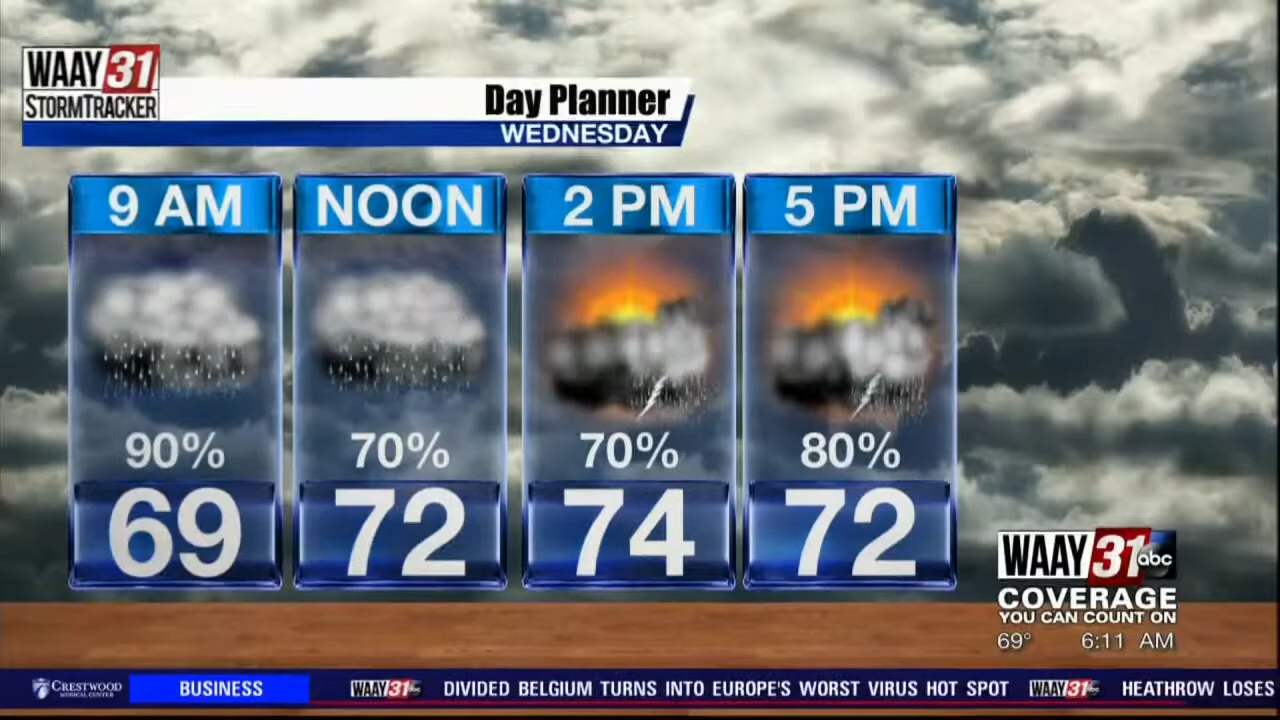 WAAY 31
STORMTRACKER
Day Planner
WEDNESDAY
9 AM
NOON
2 PM
5 PM
90%
70%
70%
80%
69
72
74
72
WAAY 31 abc
COVERAGE
YOU CAN COUNT ON
69° 6:11 AM
CRESTWOOD
MEDICAL CENTER
BUSINESS
WAAY 31 abc DIVIDED BELGIUM TURNS INTO EUROPE'S WORST VIRUS HOT SPOT WAAY 31 abc HEATHROW LOSES